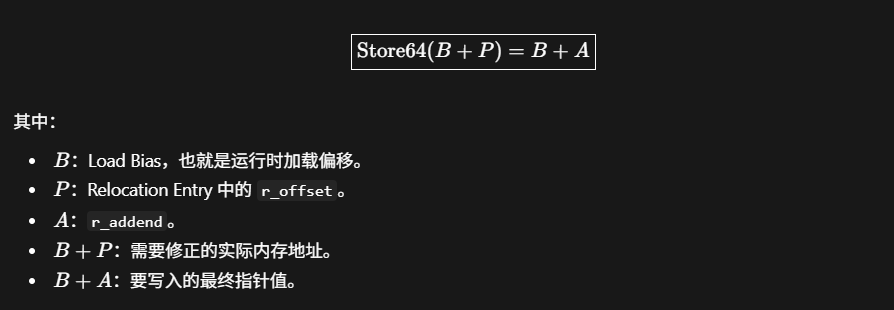 Store64(B + P) = B + A
其中：
• B：Load Bias，也就是运行时加载偏移。
• P：Relocation Entry 中的 r_offset。
• A：r_addend。
• B + P：需要修正的实际内存地址。
• B + A：要写入的最终指针值。